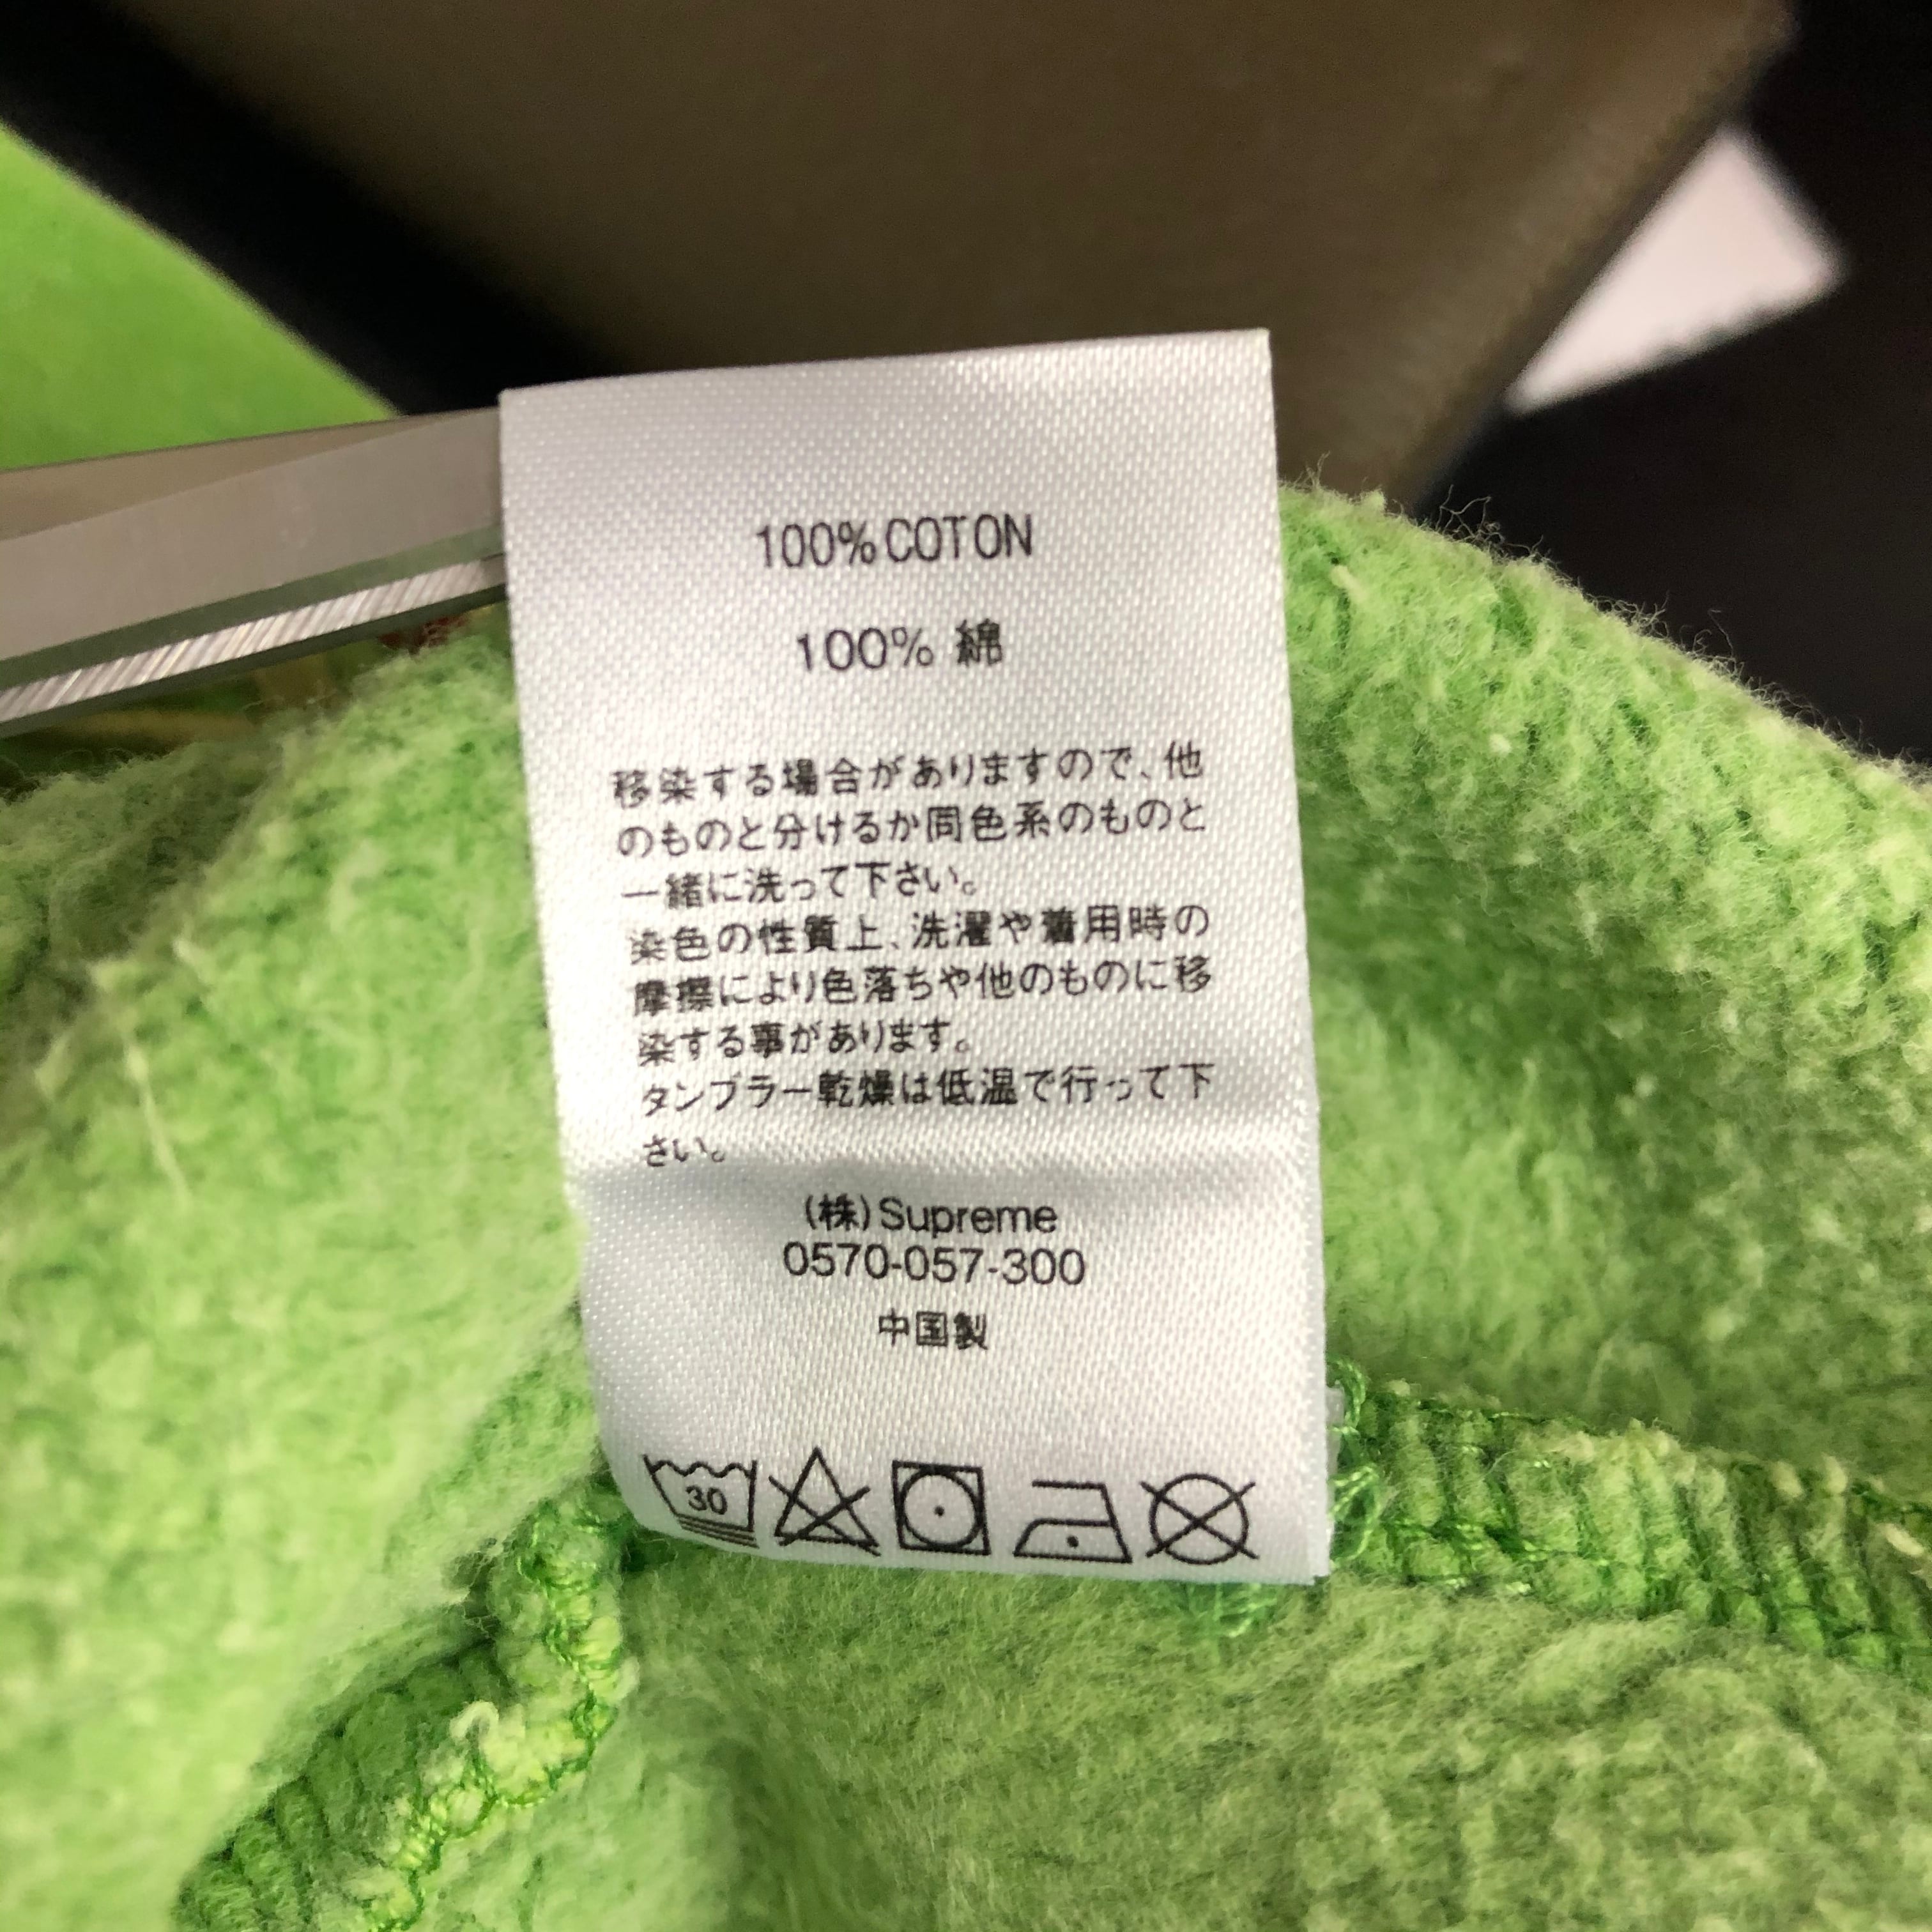 100% COTON
100% 綿
移染する場合がありますので、他
のものと分けるか同色系のものと
一緒に洗って下さい。
染色の性質上、洗濯や着用時の
摩擦により色落ちや他のものに移
染する事があります。
タンブラー乾燥は低温で行って下
さい。
(株)Supreme
0570-057-300
中国製
30